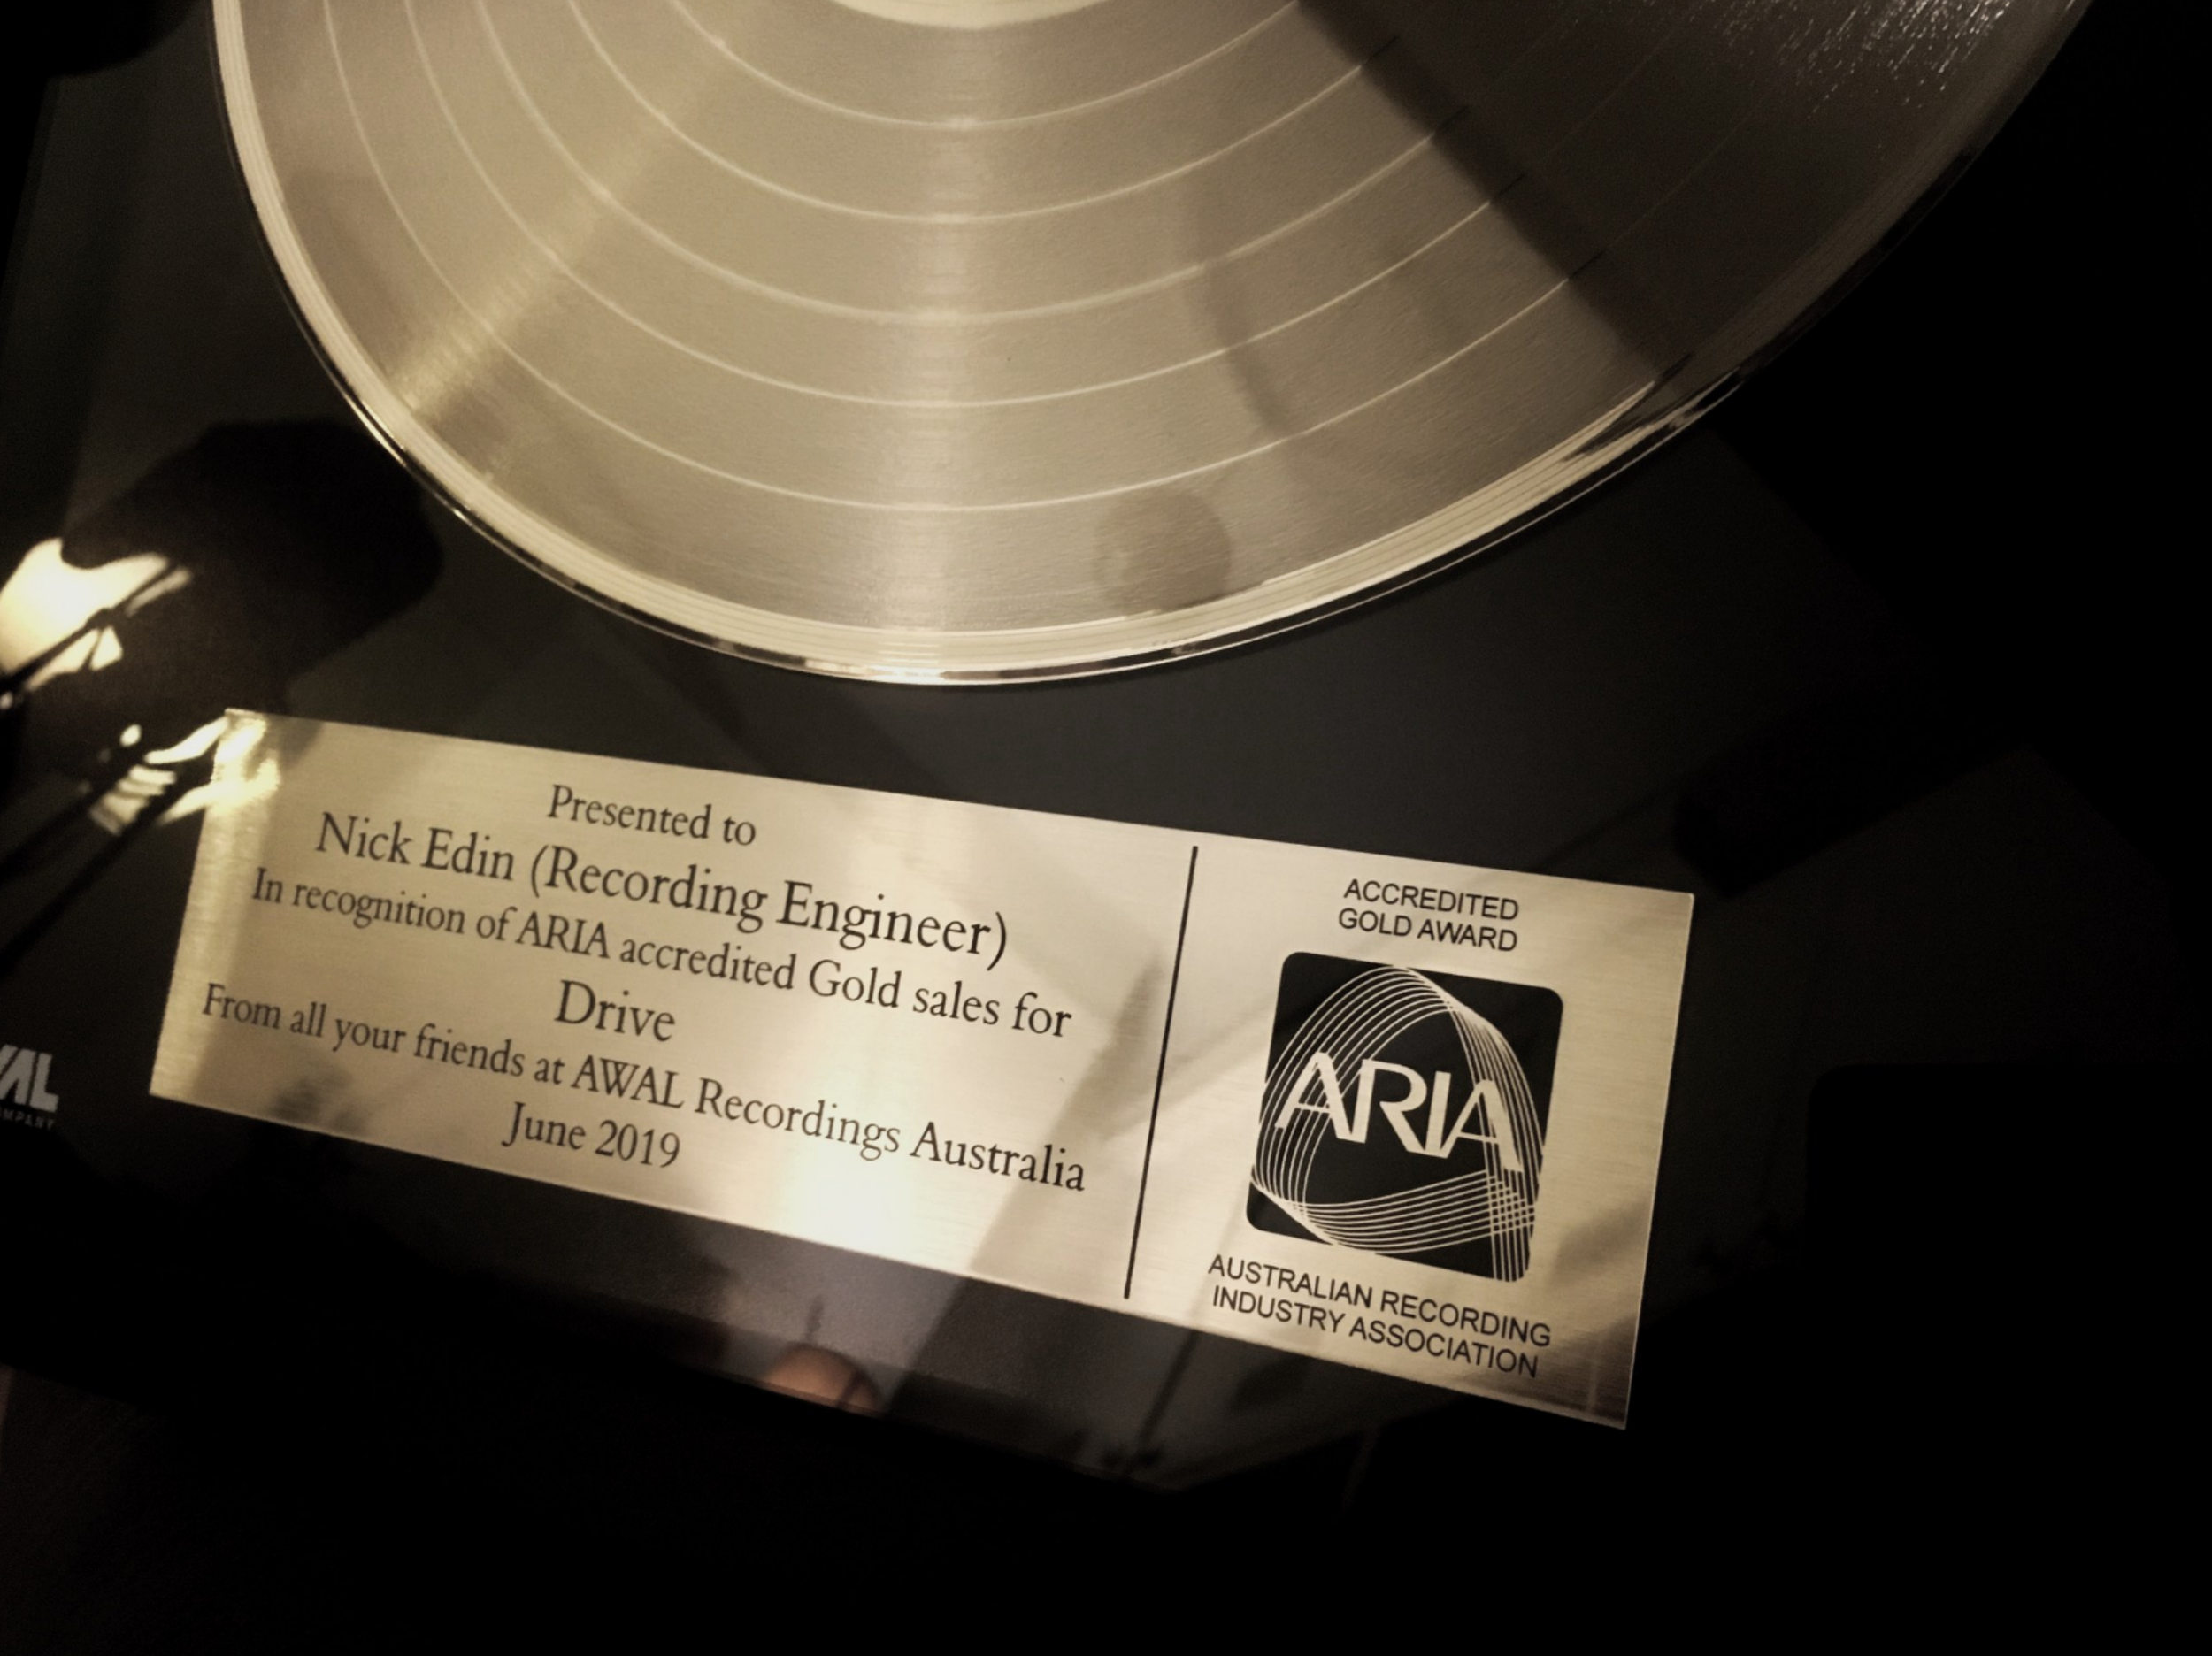 Presented to
Nick Edin (Recording Engineer)
In recognition of ARIA accredited Gold sales for
Drive
From all your friends at AWAL Recordings Australia
June 2019
ACCREDITED
GOLD AWARD
ARIA
AUSTRALIAN RECORDING
INDUSTRY ASSOCIATION